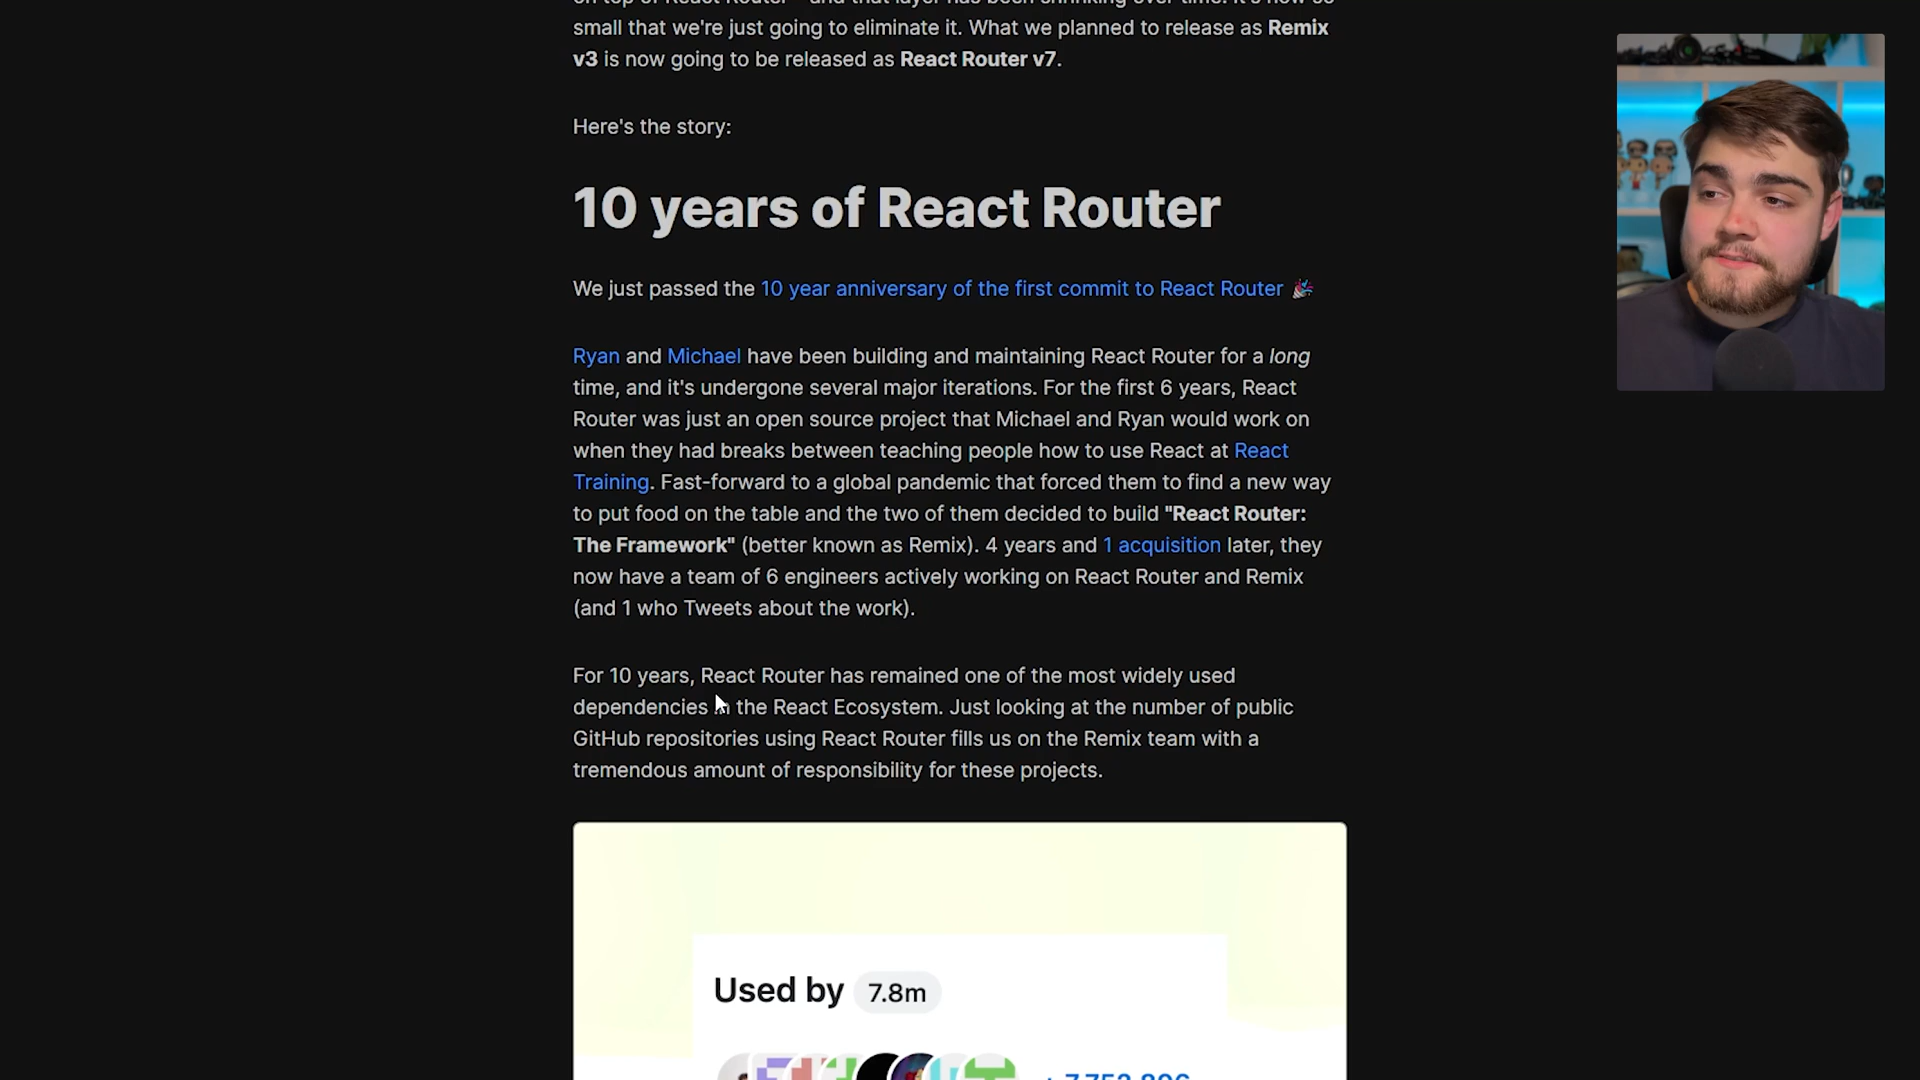 small that we're just going to eliminate it. What we planned to release as Remix
v3 is now going to be released as React Router v7.
Here's the story:
10 years of React Router
We just passed the 10 year anniversary of the first commit to React Router 🎉
Ryan and Michael have been building and maintaining React Router for a long
time, and it's undergone several major iterations. For the first 6 years, React
Router was just an open source project that Michael and Ryan would work on
when they had breaks between teaching people how to use React at React
Training. Fast-forward to a global pandemic that forced them to find a new way
to put food on the table and the two of them decided to build "React Router:
The Framework" (better known as Remix). 4 years and 1 acquisition later, they
now have a team of 6 engineers actively working on React Router and Remix
(and 1 who Tweets about the work).
For 10 years, React Router has remained one of the most widely used
dependencies in the React Ecosystem. Just looking at the number of public
GitHub repositories using React Router fills us on the Remix team with a
tremendous amount of responsibility for these projects.
Used by 7.8m